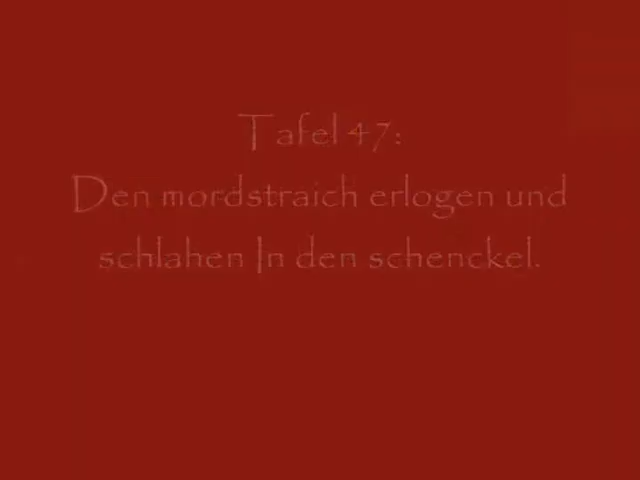 Tafel 47:
Den mordstraich erlogen und
schlahen In den schenckel.